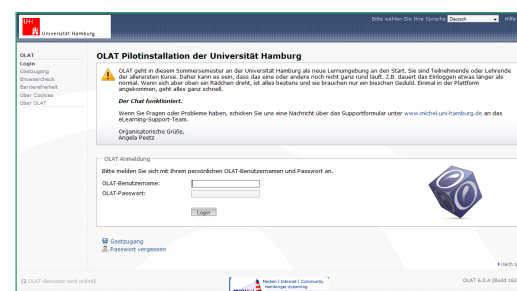 Bitte wählen Sie Ihre Sprache Deutsch Hilfe
UH
Universität Hamburg
OLAT
Login
Gastzugang
Browsercheck
Barrierefreiheit
Über Cookies
Über OLAT
OLAT Pilotinstallation der Universität Hamburg
OLAT geht in diesem Sommersemester an der Universität Hamburg als neue Lernumgebung an den Start. Sie sind Teilnehmende oder Lehrende
der allerersten Kurse. Daher kann es sein, dass das eine oder andere noch nicht ganz rund läuft. Z.B. dauert das Einloggen etwas länger als
normal. Wenn sich aber oben ein Rädchen dreht, ist alles bestens und sie brauchen nur ein bisschen Geduld. Einmal in der Plattform
angekommen, geht alles ganz schnell.
Der Chat funktioniert.
Wenn Sie Fragen oder Probleme haben, schicken Sie uns eine Nachricht über das Supportformular unter www.michel.uni-hamburg.de an das
eLearning-Support-Team.
Organisatorische Grüße,
Angela Peetz
OLAT Anmeldung
Bitte melden Sie sich mit Ihrem persönlichen OLAT-Benutzernamen und Passwort an.
OLAT-Benutzername:
OLAT-Passwort:
Login
Gastzugang
Passwort vergessen
nach o
[2 OLAT-Benutzer sind online]
Medien | Internet | Community
Hamburger eLearning
OLAT 6.0.4 (Build 162